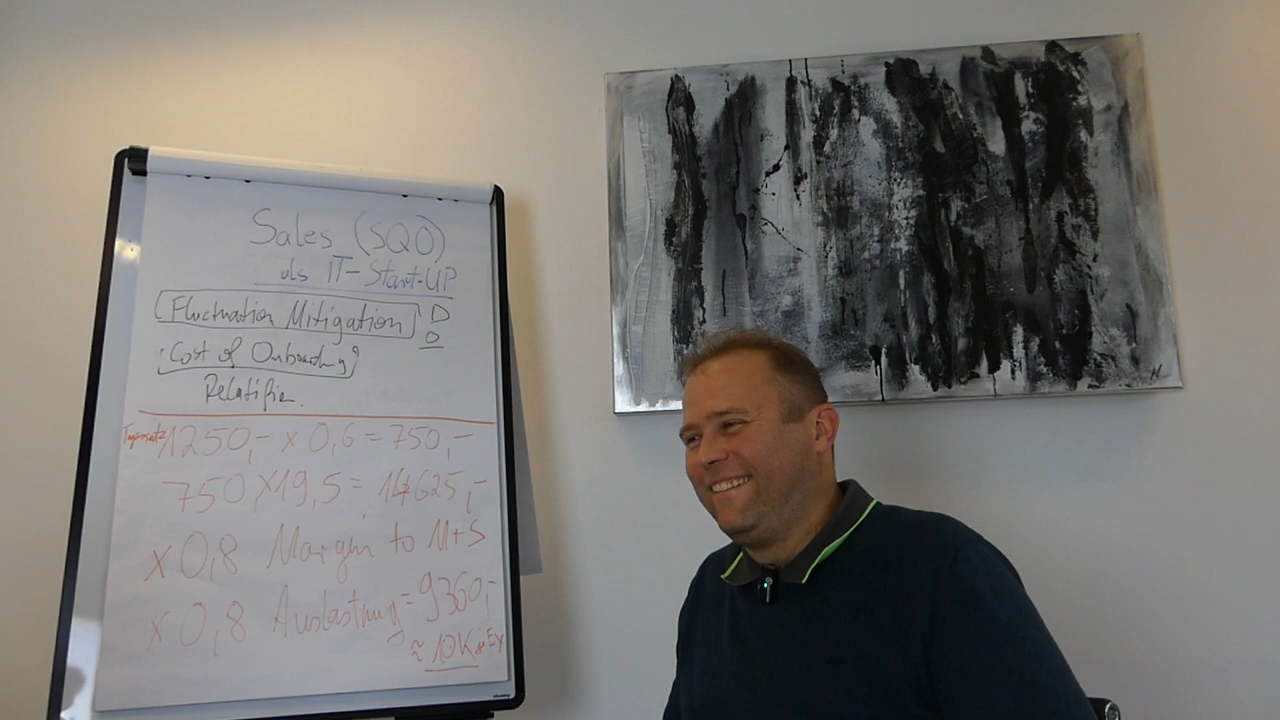 Sales (SQO)
als IT-Start-UP
Fluctuation Mitigation D
O
Cost of Onboarding
Tagessatz 1250,- x 0,6 = 750,-
750 x 19,5 = 14625,-
x 0,8 Margin to M+S
x 0,8 Auslastung = 9360,-
≈ 10K